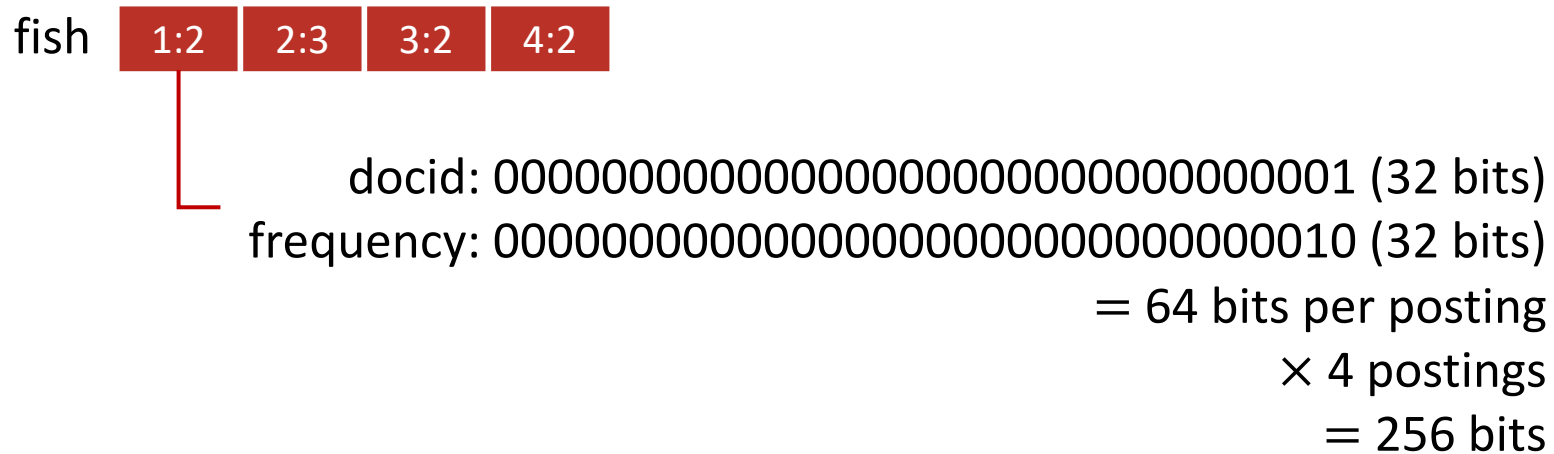 fish 1:2 2:3 3:2 4:2
docid: 00000000000000000000000000000001 (32 bits)
frequency: 00000000000000000000000000000010 (32 bits)
= 64 bits per posting
× 4 postings
= 256 bits